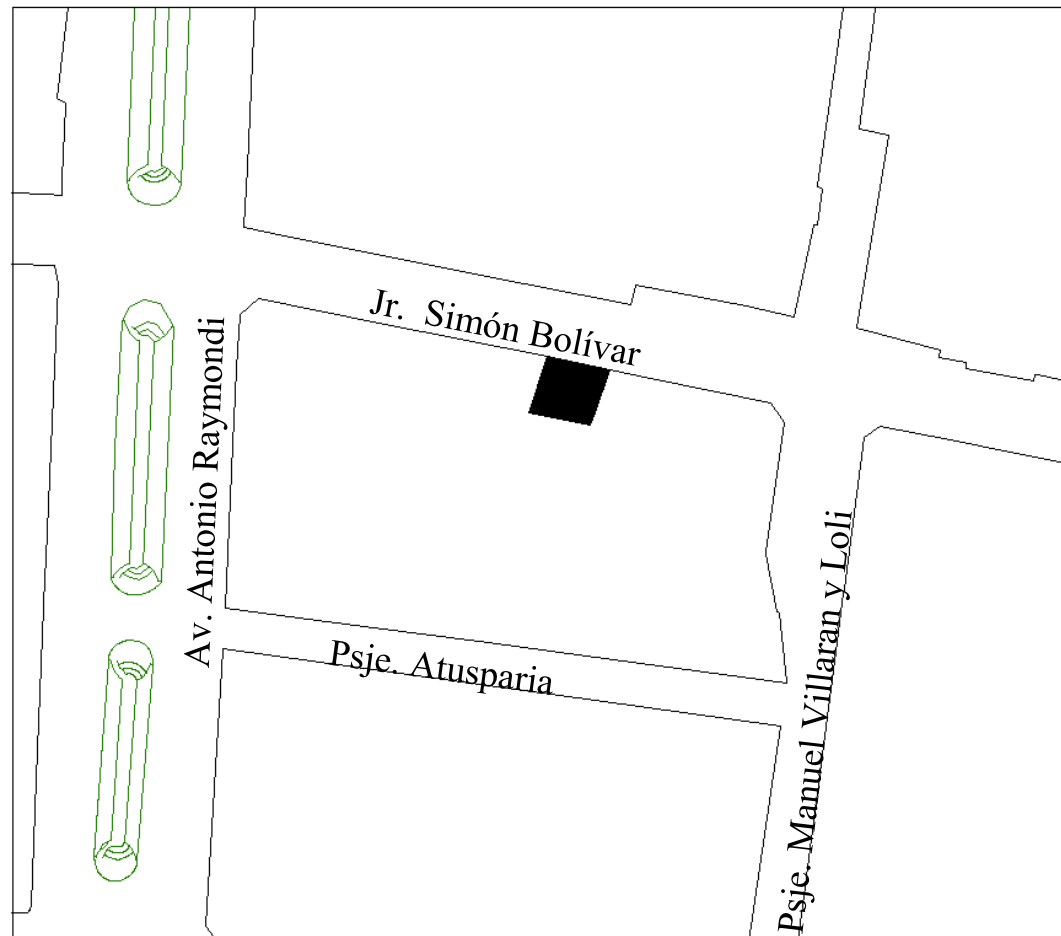 Jr. Simón Bolívar
Av. Antonio Raymondi
Psje. Atusparia
Psje. Manuel Villaran y Loli